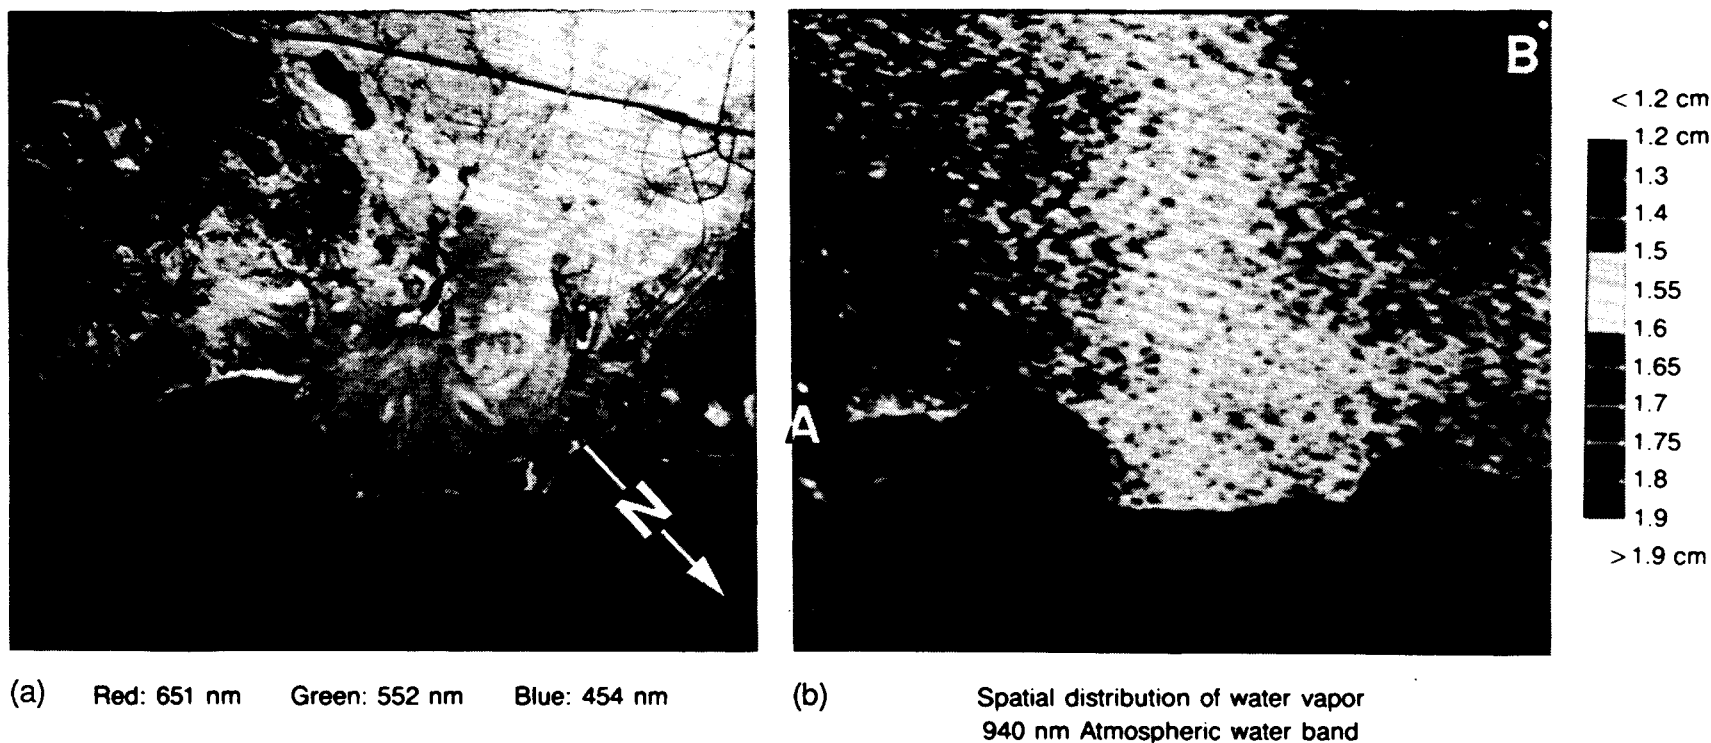 N
B
A
< 1.2 cm
1.2 cm
1.3
1.4
1.5
1.55
1.6
1.65
1.7
1.75
1.8
1.9
> 1.9 cm
(a) Red: 651 nm Green: 552 nm Blue: 454 nm
(b) Spatial distribution of water vapor
940 nm Atmospheric water band